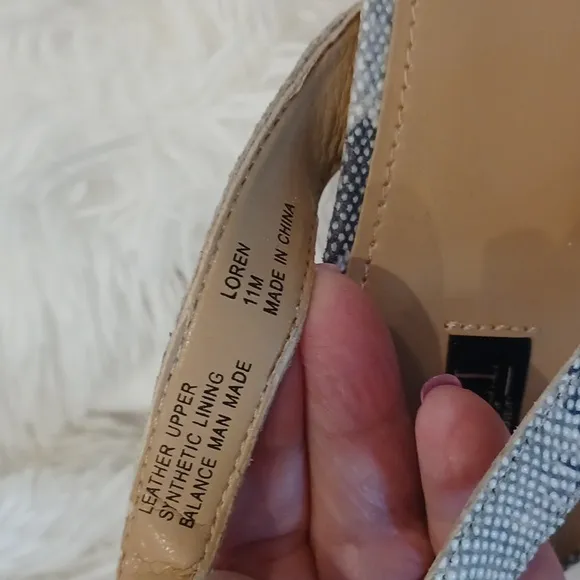 LOREN
11M
MADE IN CHINA
LEATHER UPPER
SYNTHETIC LINING
BALANCE MAN MADE